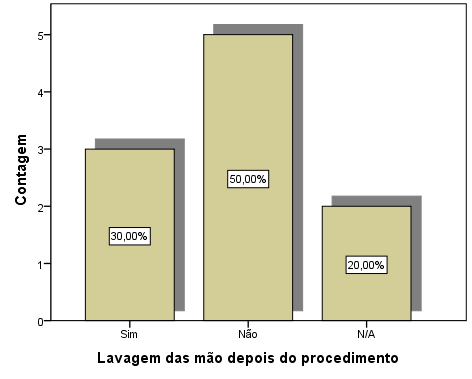 Contagem
5
4
3
2
1
0
50,00%
30,00%
20,00%
Sim
Não
N/A
Lavagem das mão depois do procedimento